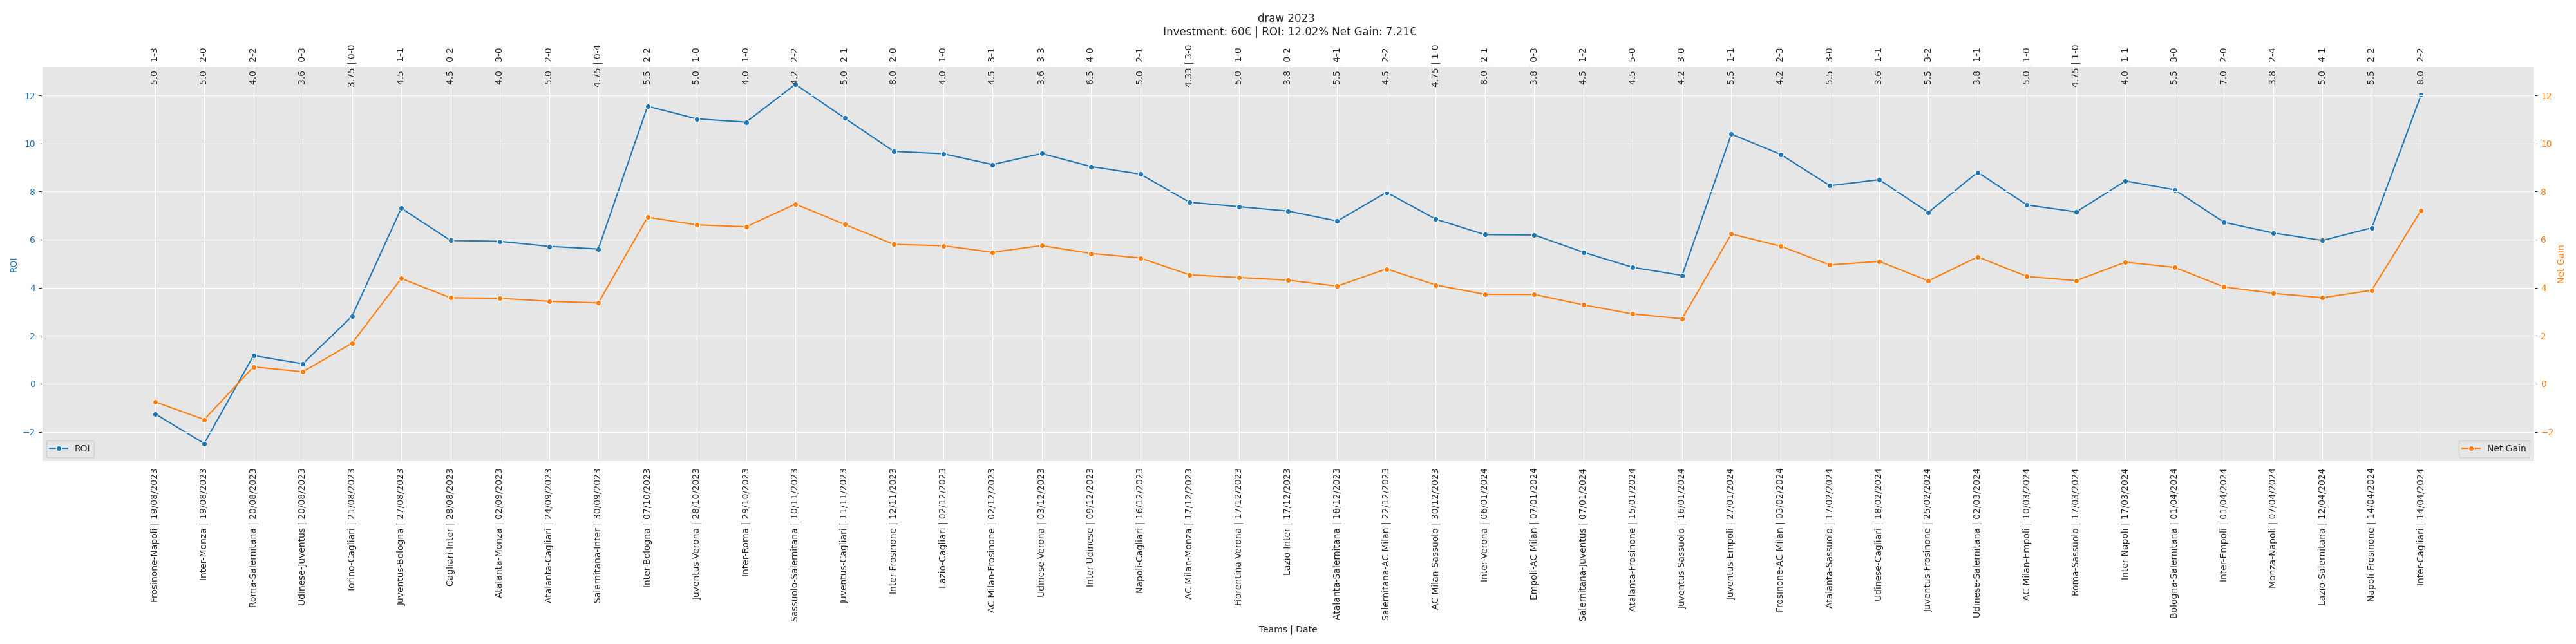 draw 2023
Investment: 60€ | ROI: 12.02% Net Gain: 7.21€
5.0 | 1-3
5.0 | 2-0
4.0 | 2-2
3.6 | 0-3
3.75 | 0-0
4.5 | 1-1
4.5 | 0-2
4.0 | 3-0
5.0 | 2-0
4.75 | 0-4
5.5 | 2-2
5.0 | 1-0
4.0 | 1-0
4.2 | 2-2
5.0 | 2-1
8.0 | 2-0
4.0 | 1-0
4.5 | 3-1
3.6 | 3-3
6.5 | 4-0
5.0 | 2-1
4.33 | 3-0
5.0 | 1-0
3.8 | 0-2
5.5 | 4-1
4.5 | 2-2
4.75 | 1-0
8.0 | 2-1
3.8 | 0-3
4.5 | 1-2
4.5 | 5-0
4.2 | 3-0
5.5 | 1-1
4.2 | 2-3
5.5 | 3-0
3.6 | 1-1
5.5 | 3-2
3.8 | 1-1
5.0 | 1-0
4.75 | 1-0
4.0 | 1-1
5.5 | 3-0
7.0 | 2-0
3.8 | 2-4
5.0 | 4-1
5.5 | 2-2
8.0 | 2-2
ROI
12
10
8
6
4
2
0
−2
12
10
8
6
4
2
0
−2
Net Gain
ROI
Net Gain
Frosinone-Napoli | 19/08/2023
Inter-Monza | 19/08/2023
Roma-Salernitana | 20/08/2023
Udinese-Juventus | 20/08/2023
Torino-Cagliari | 21/08/2023
Juventus-Bologna | 27/08/2023
Cagliari-Inter | 28/08/2023
Atalanta-Monza | 02/09/2023
Atalanta-Cagliari | 24/09/2023
Salernitana-Inter | 30/09/2023
Inter-Bologna | 07/10/2023
Juventus-Verona | 28/10/2023
Inter-Roma | 29/10/2023
Sassuolo-Salernitana | 10/11/2023
Juventus-Cagliari | 11/11/2023
Inter-Frosinone | 12/11/2023
Lazio-Cagliari | 02/12/2023
AC Milan-Frosinone | 02/12/2023
Udinese-Verona | 03/12/2023
Inter-Udinese | 09/12/2023
Napoli-Cagliari | 16/12/2023
AC Milan-Monza | 17/12/2023
Fiorentina-Verona | 17/12/2023
Lazio-Inter | 17/12/2023
Atalanta-Salernitana | 18/12/2023
Salernitana-AC Milan | 22/12/2023
AC Milan-Sassuolo | 30/12/2023
Inter-Verona | 06/01/2024
Empoli-AC Milan | 07/01/2024
Salernitana-Juventus | 07/01/2024
Atalanta-Frosinone | 15/01/2024
Juventus-Sassuolo | 16/01/2024
Juventus-Empoli | 27/01/2024
Frosinone-AC Milan | 03/02/2024
Atalanta-Sassuolo | 17/02/2024
Udinese-Cagliari | 18/02/2024
Juventus-Frosinone | 25/02/2024
Udinese-Salernitana | 02/03/2024
AC Milan-Empoli | 10/03/2024
Roma-Sassuolo | 17/03/2024
Inter-Napoli | 17/03/2024
Bologna-Salernitana | 01/04/2024
Inter-Empoli | 01/04/2024
Monza-Napoli | 07/04/2024
Lazio-Salernitana | 12/04/2024
Napoli-Frosinone | 14/04/2024
Inter-Cagliari | 14/04/2024
Teams | Date